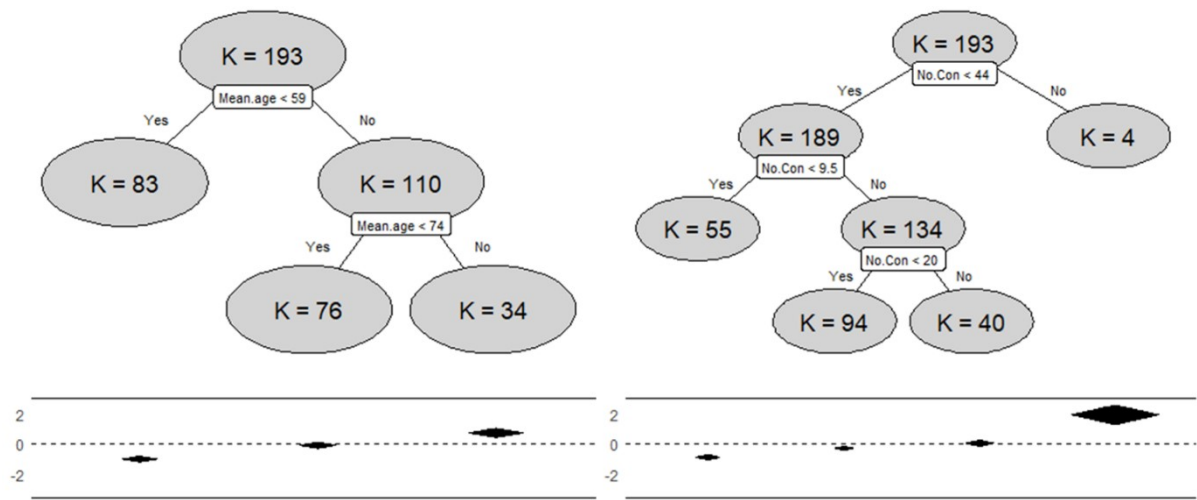 K = 193
Mean.age < 59
Yes
No
K = 83
K = 110
Mean.age < 74
Yes
No
K = 76
K = 34
2
0
-2
K = 193
No.Con < 44
Yes
No
K = 189
K = 4
No.Con < 9.5
Yes
No
K = 55
K = 134
No.Con < 20
Yes
No
K = 94
K = 40
2
0
-2